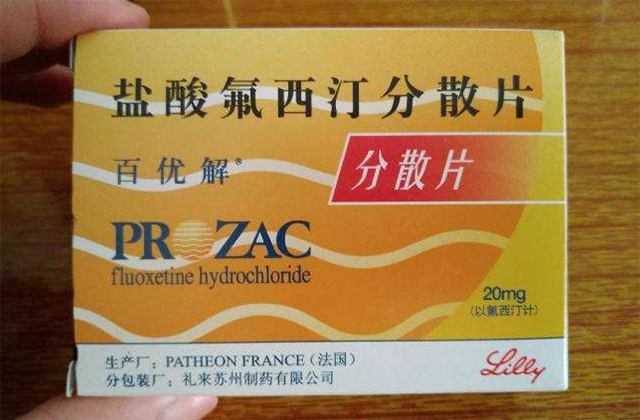 盐酸氟西汀分散片
百优解®
分散片
PROZAC
fluoxetine hydrochloride
20mg
(以氟西汀计)
生产厂：PATHEON FRANCE（法国）
分包装厂：礼来苏州制药有限公司
Lilly